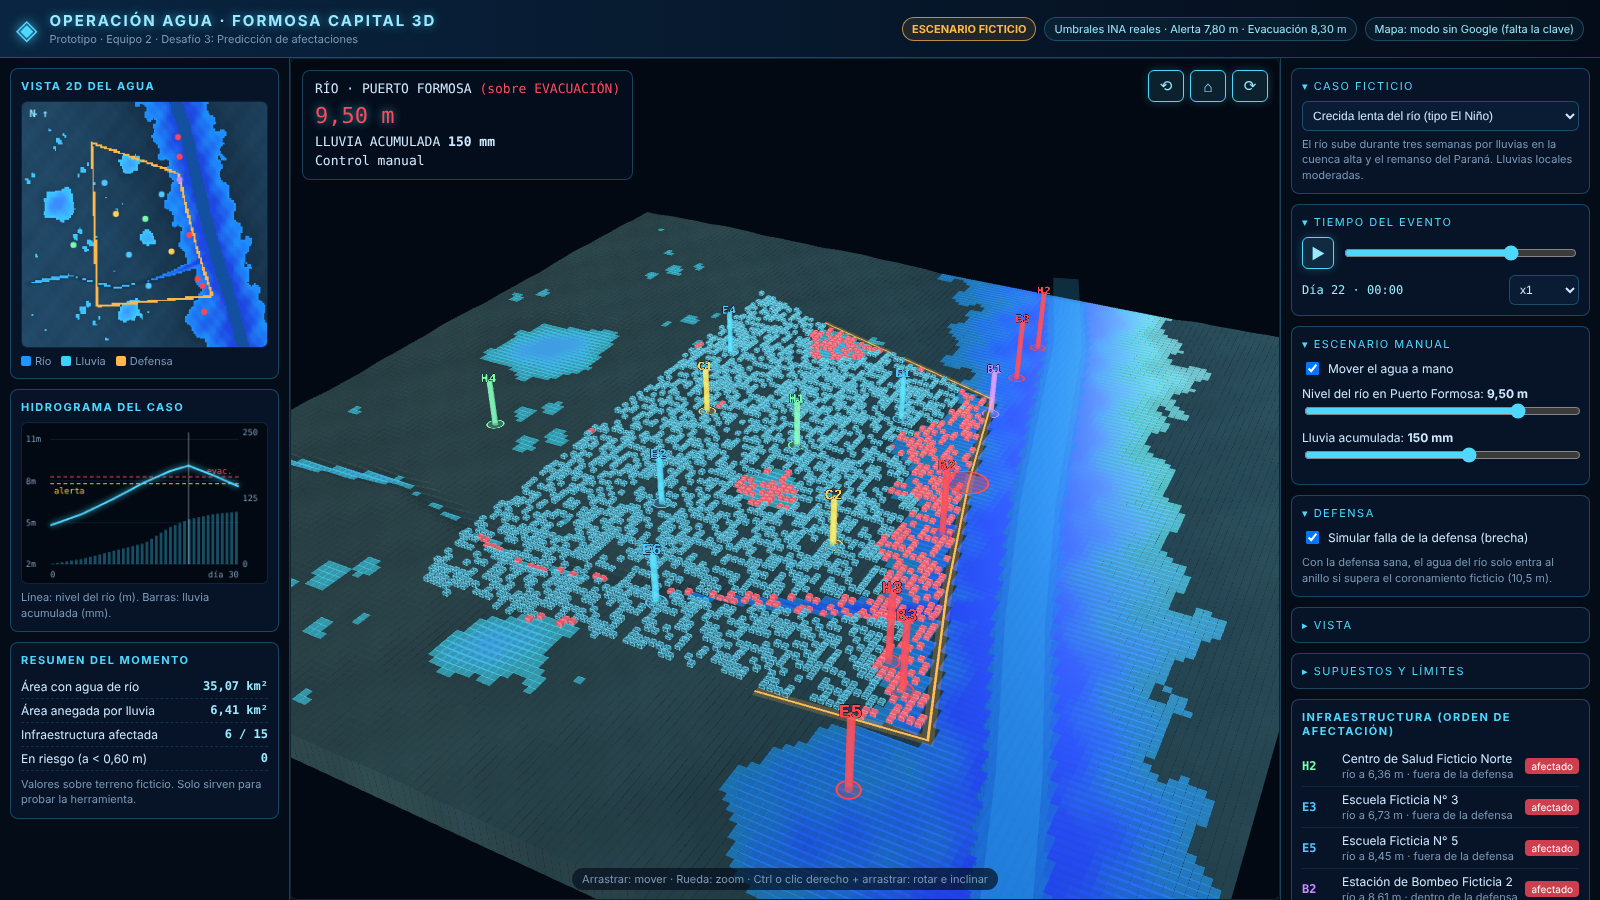 OPERACIÓN AGUA · FORMOSA CAPITAL 3D
Prototipo · Equipo 2 · Desafío 3: Predicción de afectaciones
ESCENARIO FICTICIO
Umbrales INA reales · Alerta 7,80 m · Evacuación 8,30 m
Mapa: modo sin Google (falta la clave)
VISTA 2D DEL AGUA
N ↑
Río
Lluvia
Defensa
HIDROGRAMA DEL CASO
11m
250
evac.
8m
alerta
125
5m
2m
0
0
día 30
Línea: nivel del río (m). Barras: lluvia
acumulada (mm).
RESUMEN DEL MOMENTO
Área con agua de río 35,07 km²
Área anegada por lluvia 6,41 km²
Infraestructura afectada 6 / 15
En riesgo (a < 0,60 m) 0
Valores sobre terreno ficticio. Solo sirven para
probar la herramienta.
RÍO · PUERTO FORMOSA (sobre EVACUACIÓN)
9,50 m
LLUVIA ACUMULADA 150 mm
Control manual
⟲
⌂
⟳
H2
E3
E4
B1
H4
E2
C2
H3
B3
E5
Arrastrar: mover · Rueda: zoom · Ctrl o clic derecho + arrastrar: rotar e inclinar
▾ CASO FICTICIO
Crecida lenta del río (tipo El Niño)
El río sube durante tres semanas por lluvias en la
cuenca alta y el remanso del Paraná. Lluvias locales
moderadas.
▾ TIEMPO DEL EVENTO
Día 22 · 00:00
x1
▾ ESCENARIO MANUAL
Mover el agua a mano
Nivel del río en Puerto Formosa: 9,50 m
Lluvia acumulada: 150 mm
▾ DEFENSA
Simular falla de la defensa (brecha)
Con la defensa sana, el agua del río solo entra al
anillo si supera el coronamiento ficticio (10,5 m).
▸ VISTA
▸ SUPUESTOS Y LÍMITES
INFRAESTRUCTURA (ORDEN DE
AFECTACIÓN)
H2 Centro de Salud Ficticio Norte afectado
río a 6,36 m · fuera de la defensa
E3 Escuela Ficticia N° 3 afectado
río a 6,73 m · fuera de la defensa
E5 Escuela Ficticia N° 5 afectado
río a 8,45 m · fuera de la defensa
B2 Estación de Bombeo Ficticia 2 afectado
río a 8,61 m · dentro de la defensa